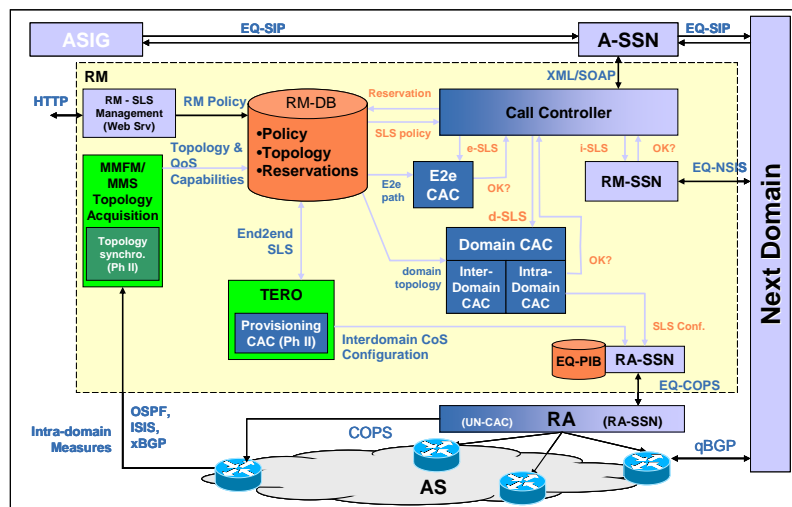 ASIG
EQ-SIP
A-SSN
EQ-SIP
RM
XML/SOAP
HTTP
RM - SLS
Management
(Web Srv)
RM Policy
RM-DB
•Policy
•Topology
•Reservations
Reservation
SLS policy
Call Controller
Topology &
QoS
Capabilities
MMFM/
MMS
Topology
Acquisition
Topology
synchro.
(Ph II)
e-SLS
OK?
i-SLS
OK?
E2e
path
E2e
CAC
RM-SSN
EQ-NSIS
d-SLS
End2end
SLS
Domain CAC
Inter-
Domain
CAC
Intra-
Domain
CAC
OK?
domain
topology
TERO
Provisioning
CAC (Ph II)
Interdomain CoS
Configuration
SLS Conf.
EQ-PIB
RA-SSN
EQ-COPS
Next Domain
OSPF,
ISIS,
xBGP
Intra-domain
Measures
COPS
(UN-CAC)
RA
(RA-SSN)
qBGP
AS